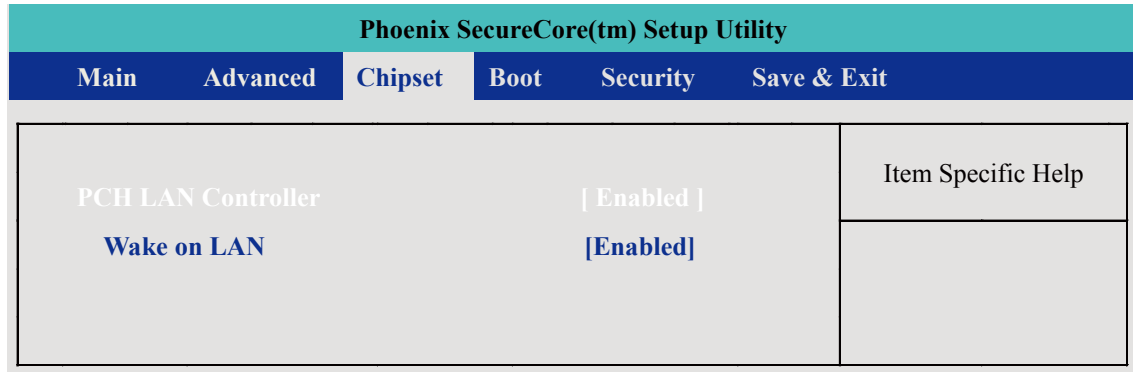 Phoenix SecureCore(tm) Setup Utility
Main Advanced Chipset Boot Security Save & Exit
Item Specific Help
PCH LAN Controller [ Enabled ]
Wake on LAN [Enabled]